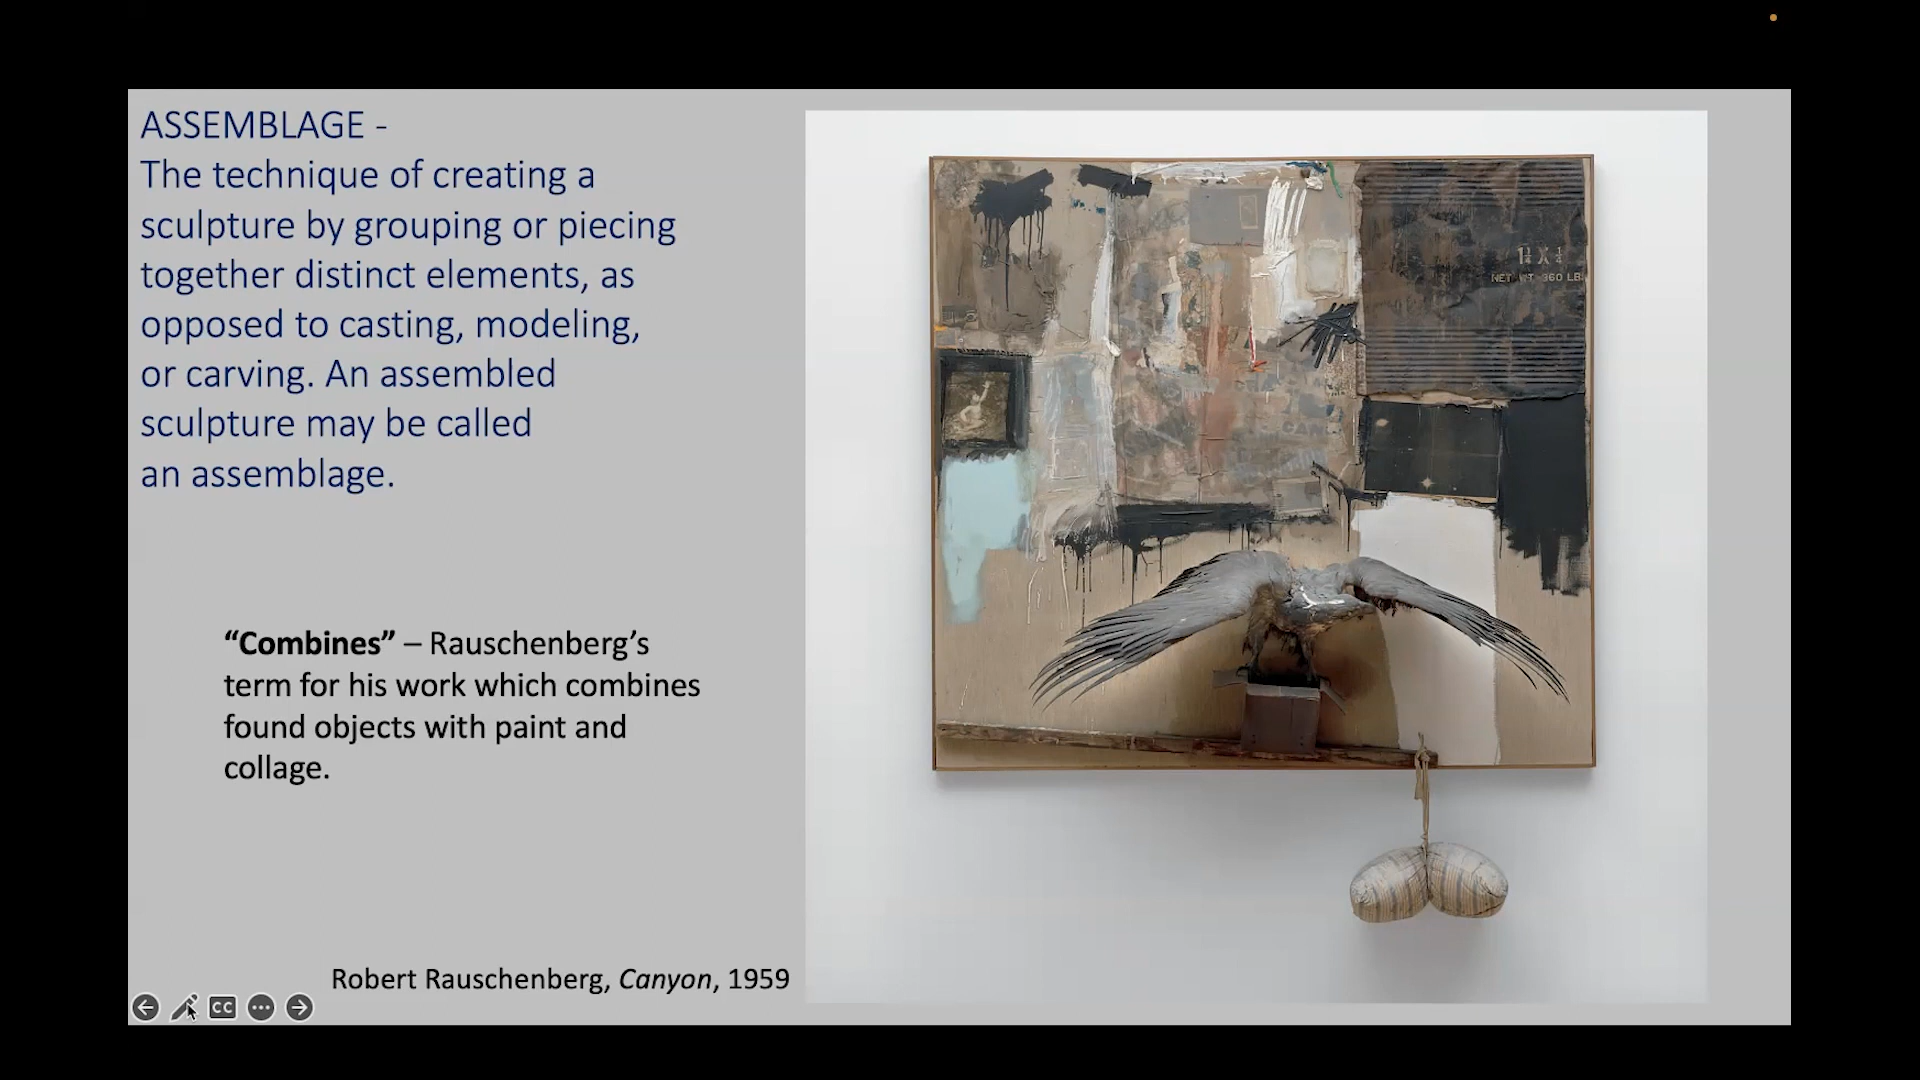 ASSEMBLAGE -
The technique of creating a
sculpture by grouping or piecing
together distinct elements, as
opposed to casting, modeling,
or carving. An assembled
sculpture may be called
an assemblage.
“Combines” – Rauschenberg’s
term for his work which combines
found objects with paint and
collage.
NET WT 360 LB
Robert Rauschenberg, Canyon, 1959
CC